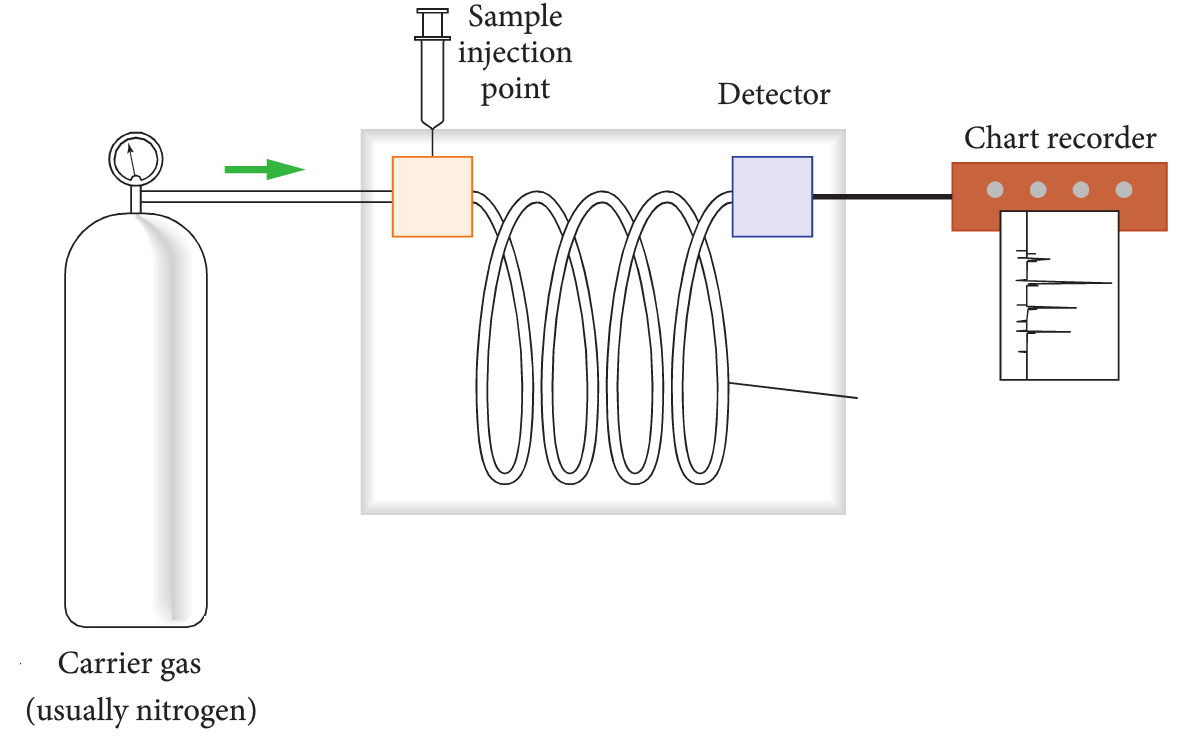 Sample
injection
point
Detector
Chart recorder
Carrier gas
(usually nitrogen)